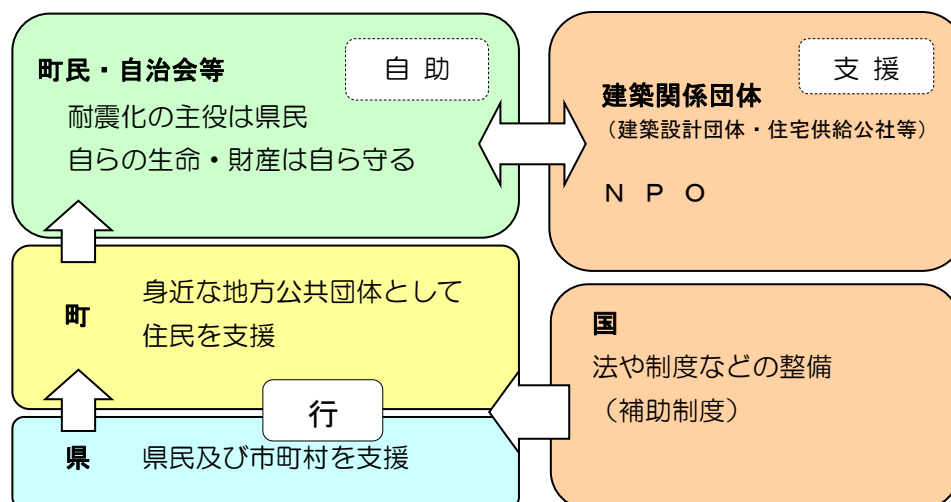 町民・自治会等
自 助
耐震化の主役は県民
自らの生命・財産は自ら守る
支 援
建築関係団体
（建築設計団体・住宅供給公社等）
Ｎ Ｐ Ｏ
町
身近な地方公共団体として
住民を支援
国
法や制度などの整備
（補助制度）
行
県
県民及び市町村を支援